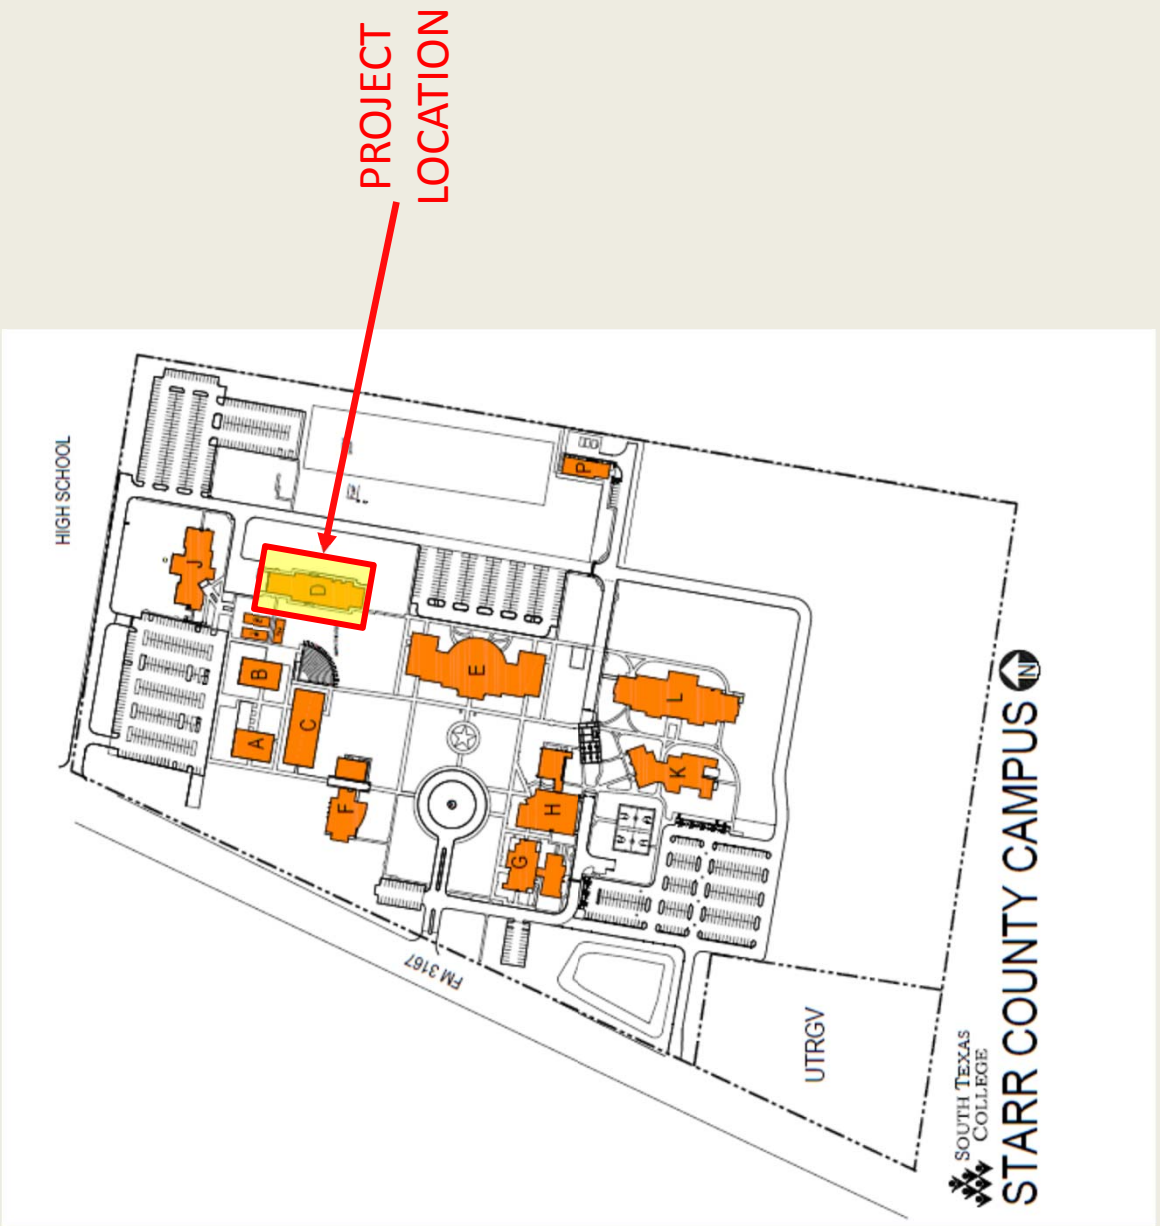 PROJECT
LOCATION
HIGH SCHOOL
J
D
B
A
C
F
E
P
L
K
H
G
FM 3167
UTRGV
SOUTH TEXAS
COLLEGE
STARR COUNTY CAMPUS
N